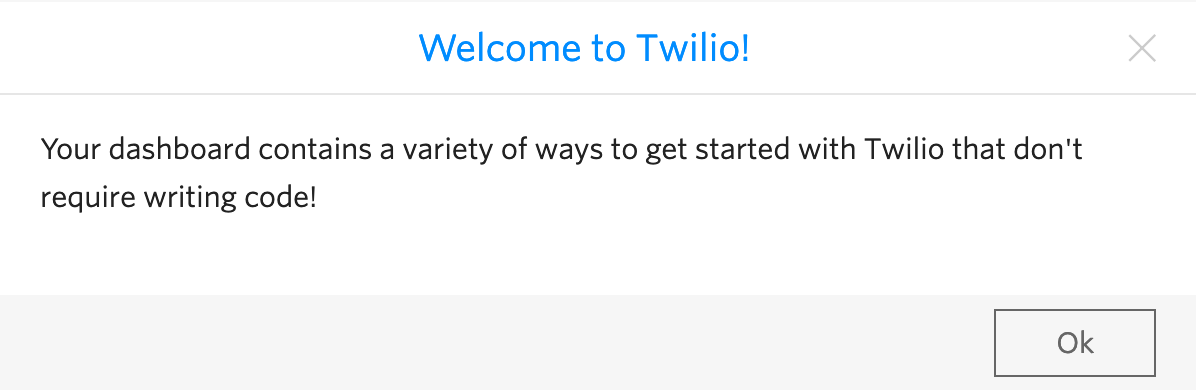 Welcome to Twilio!
Your dashboard contains a variety of ways to get started with Twilio that don't
require writing code!
Ok